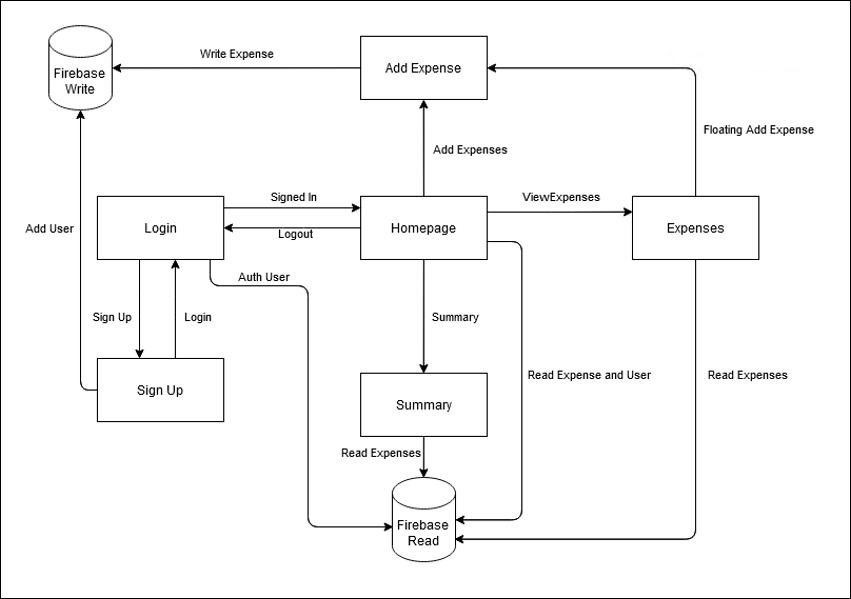 Firebase
Write
Write Expense
Add Expense
Floating Add Expense
Add Expenses
Add User
Login
Signed In
Logout
Homepage
ViewExpenses
Expenses
Auth User
Sign Up
Login
Summary
Sign Up
Summary
Read Expense and User
Read Expenses
Read Expenses
Firebase
Read